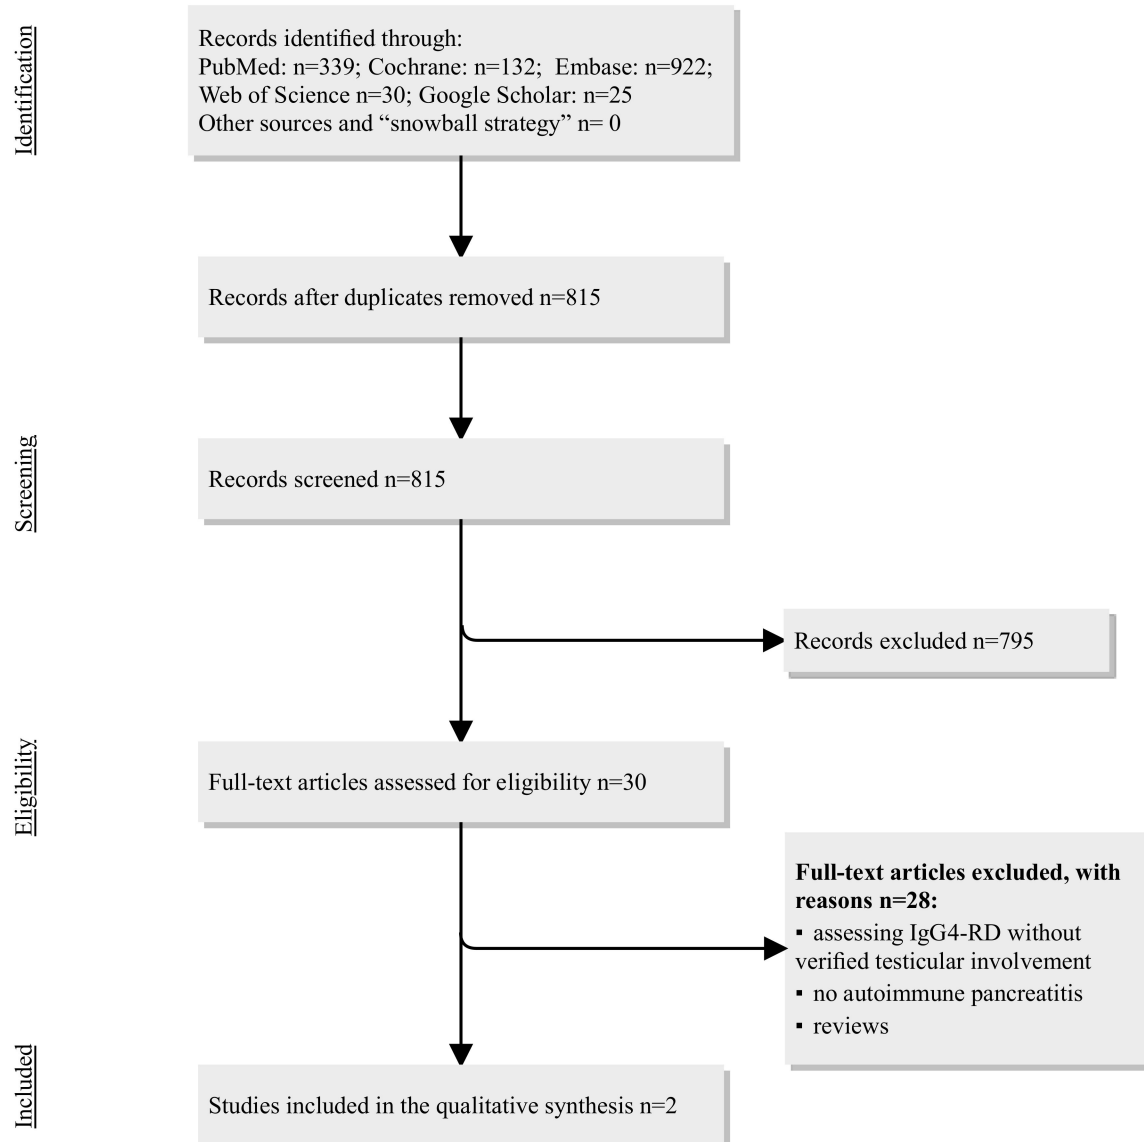 Identification
Records identified through:
PubMed: n=339; Cochrane: n=132; Embase: n=922;
Web of Science n=30; Google Scholar: n=25
Other sources and “snowball strategy” n= 0
Records after duplicates removed n=815
Screening
Records screened n=815
Records excluded n=795
Eligibility
Full-text articles assessed for eligibility n=30
Full-text articles excluded, with
reasons n=28:
▪ assessing IgG4-RD without
verified testicular involvement
▪ no autoimmune pancreatitis
▪ reviews
Included
Studies included in the qualitative synthesis n=2